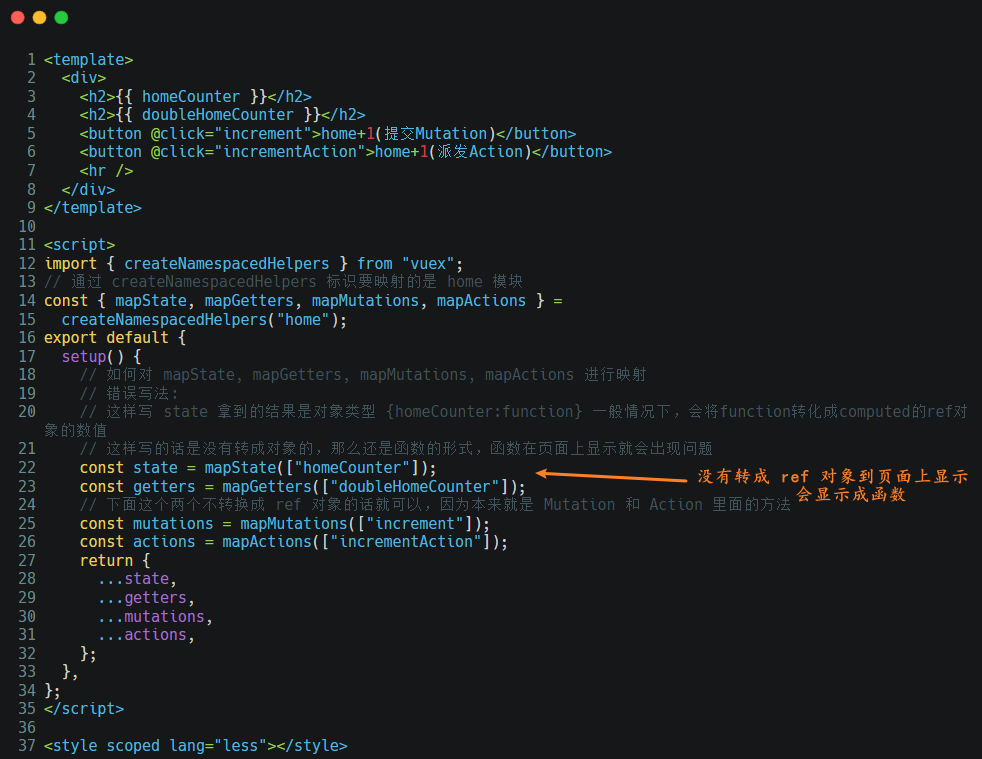 1 <template>
2   <div>
3     <h2>{{ homeCounter }}</h2>
4     <h2>{{ doubleHomeCounter }}</h2>
5     <button @click="increment">home+1(提交Mutation)</button>
6     <button @click="incrementAction">home+1(派发Action)</button>
7     <hr />
8   </div>
9 </template>
10
11 <script>
12 import { createNamespacedHelpers } from "vuex";
13 // 通过 createNamespacedHelpers 标识要映射的是 home 模块
14 const { mapState, mapGetters, mapMutations, mapActions } =
15   createNamespacedHelpers("home");
16 export default {
17   setup() {
18     // 如何对 mapState, mapGetters, mapMutations, mapActions 进行映射
19     // 错误写法:
20     // 这样写 state 拿到的结果是对象类型 {homeCounter:function} 一般情况下，会将function转化成computed的ref对
象的数值
21     // 这样写的话是没有转成对象的，那么还是函数的形式，函数在页面上显示就会出现问题
22     const state = mapState(["homeCounter"]);
没有转成 ref 对象到页面上显示
会显示成函数
23     const getters = mapGetters(["doubleHomeCounter"]);
24     // 下面这个两个不转换成 ref 对象的话就可以，因为本来就是 Mutation 和 Action 里面的方法
25     const mutations = mapMutations(["increment"]);
26     const actions = mapActions(["incrementAction"]);
27     return {
28       ...state,
29       ...getters,
30       ...mutations,
31       ...actions,
32     };
33   },
34 };
35 </script>
36
37 <style scoped lang="less"></style>